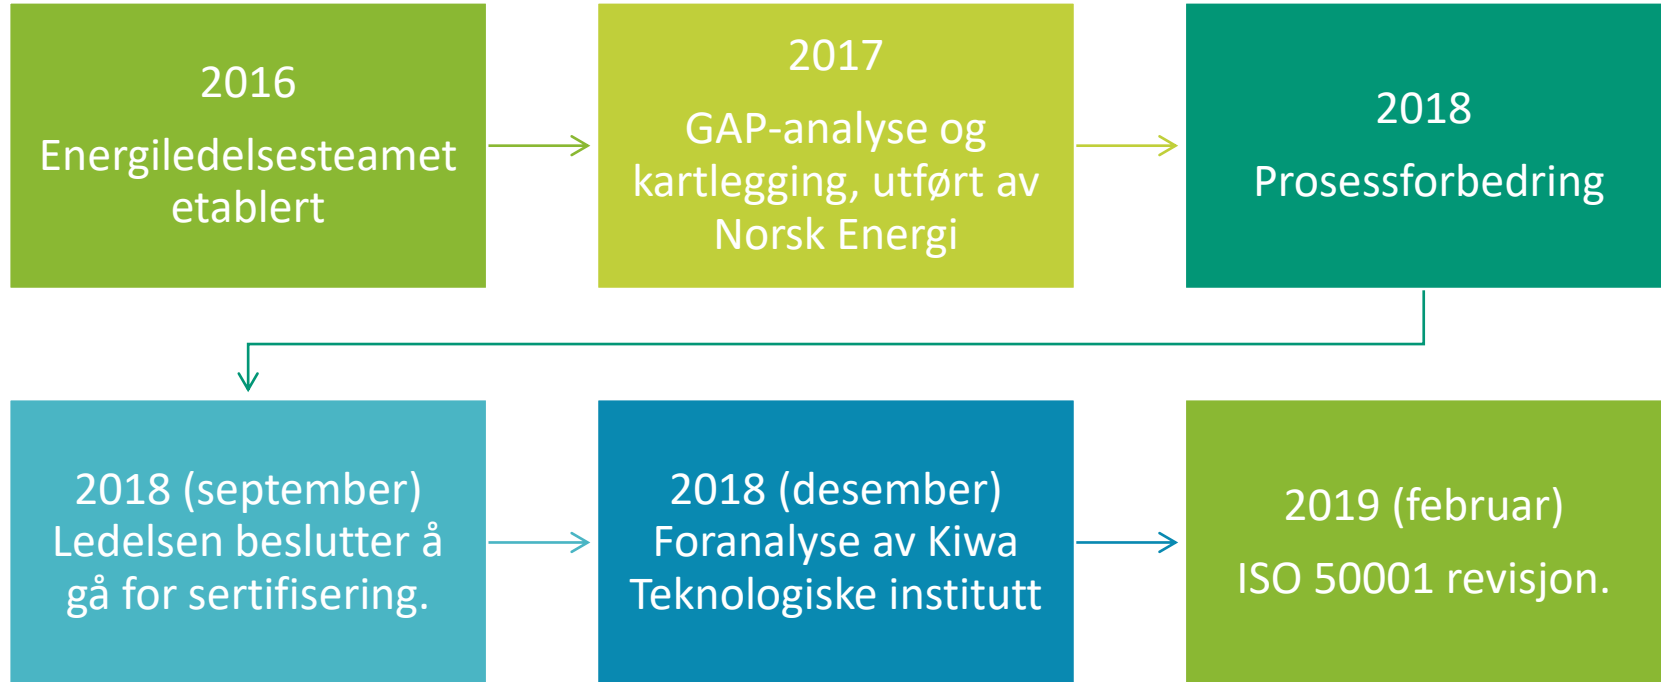 2016
Energiledelsesteamet
etablert
2017
GAP-analyse og
kartlegging, utført av
Norsk Energi
2018
Prosessforbedring
2018 (september)
Ledelsen beslutter å
gå for sertifisering.
2018 (desember)
Foranalyse av Kiwa
Teknologiske institutt
2019 (februar)
ISO 50001 revisjon.